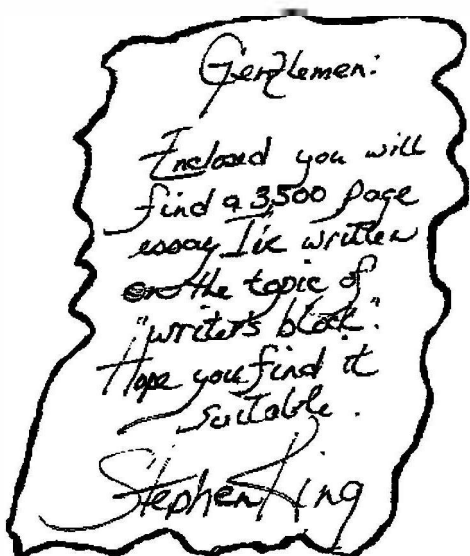 Gentlemen:
Enclosed you will
find a 3,500 page
essay I've written
on the topic of
"writer's block".
Hope you find it
suitable.
Stephen King